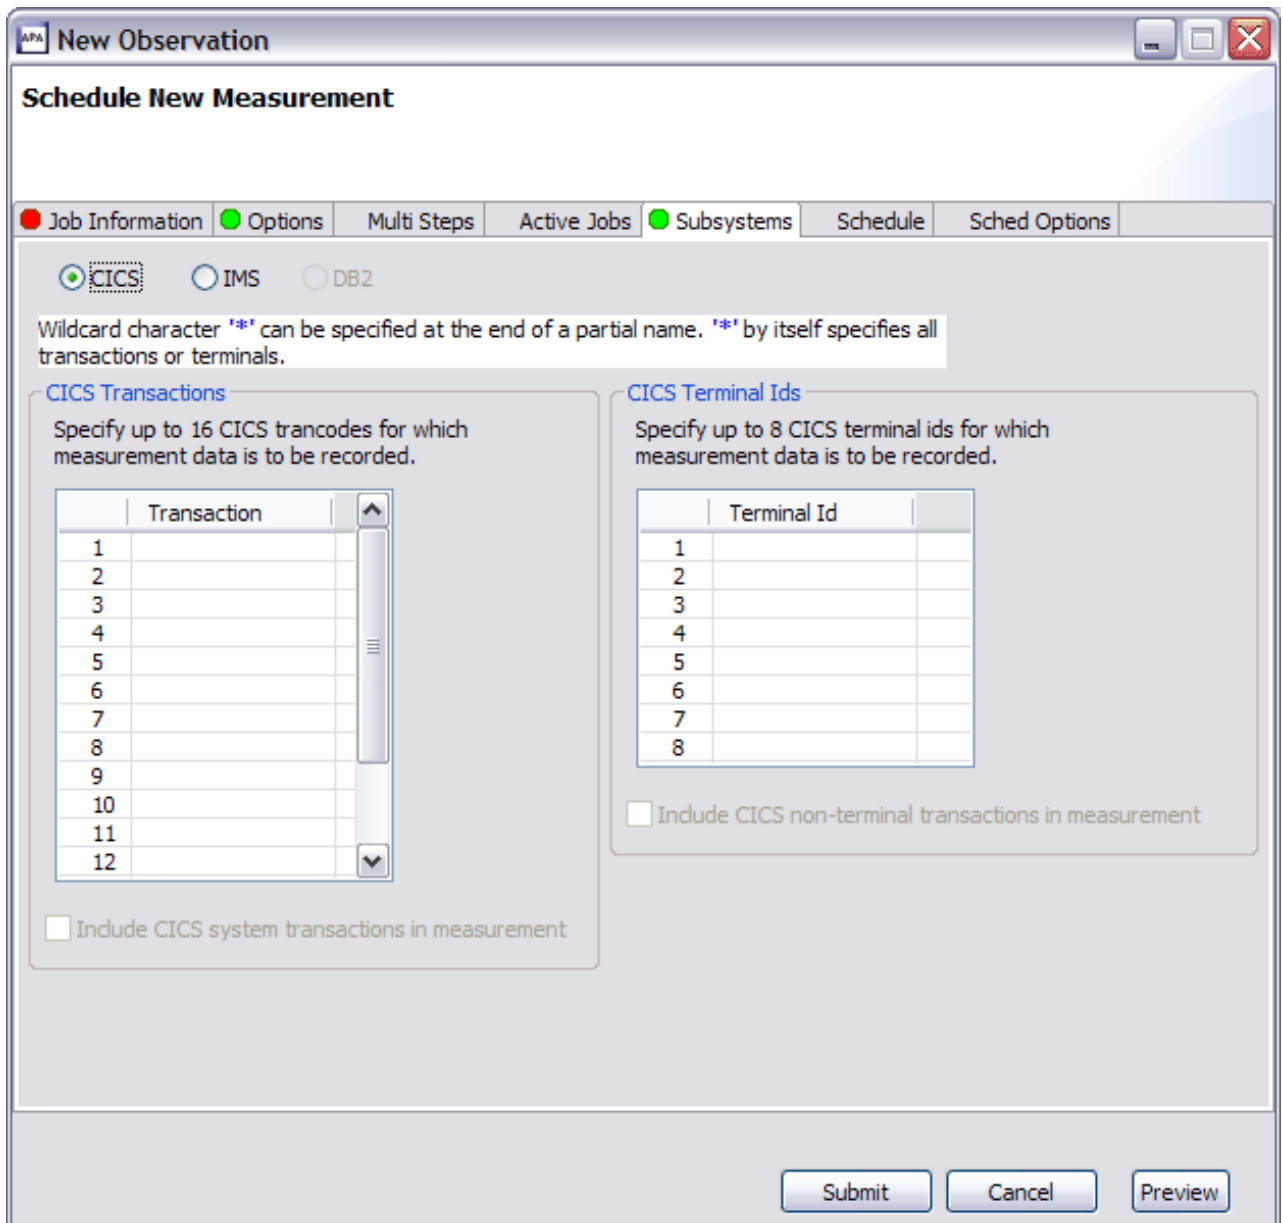 APA New Observation
Schedule New Measurement
Job Information Options Multi Steps Active Jobs Subsystems Schedule Sched Options
CICS IMS DB2
Wildcard character '*' can be specified at the end of a partial name. '*' by itself specifies all
transactions or terminals.
CICS Transactions
Specify up to 16 CICS trancodes for which
measurement data is to be recorded.
Transaction
1
2
3
4
5
6
7
8
9
10
11
12
Include CICS system transactions in measurement
CICS Terminal Ids
Specify up to 8 CICS terminal ids for which
measurement data is to be recorded.
Terminal Id
1
2
3
4
5
6
7
8
Include CICS non-terminal transactions in measurement
Submit Cancel Preview